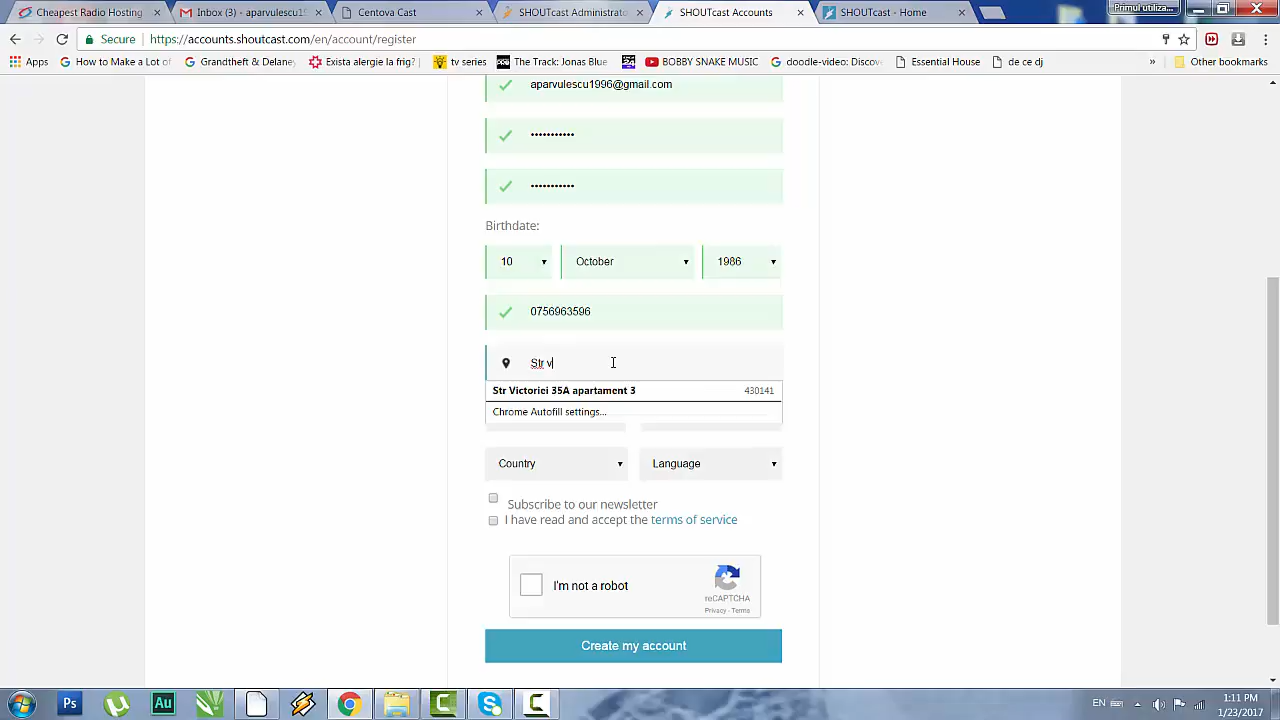 Cheapest Radio Hosting
Inbox (3) - aparvulescu1
Centova Cast
SHOUTcast Administrato
SHOUTcast Accounts
SHOUTcast - Home
Primul utiliza...
Secure
https://accounts.shoutcast.com/en/account/register
Apps
How to Make a Lot of
Grandtheft & Delaney
Exista alergie la frig?
tv series
The Track: Jonas Blue
BOBBY SNAKE MUSIC
doodle-video: Discov
Essential House
de ce dj
»
Other bookmarks
aparvulescu1996@gmail.com
•••••••••••
•••••••••••
Birthdate:
10
October
1986
0756963596
Str v
Str Victoriei 35A apartament 3
430141
Chrome Autofill settings...
Country
Language
Subscribe to our newsletter
I have read and accept the terms of service
I'm not a robot
reCAPTCHA
Privacy - Terms
Create my account
Ps
Au
EN
1:11 PM
1/23/2017